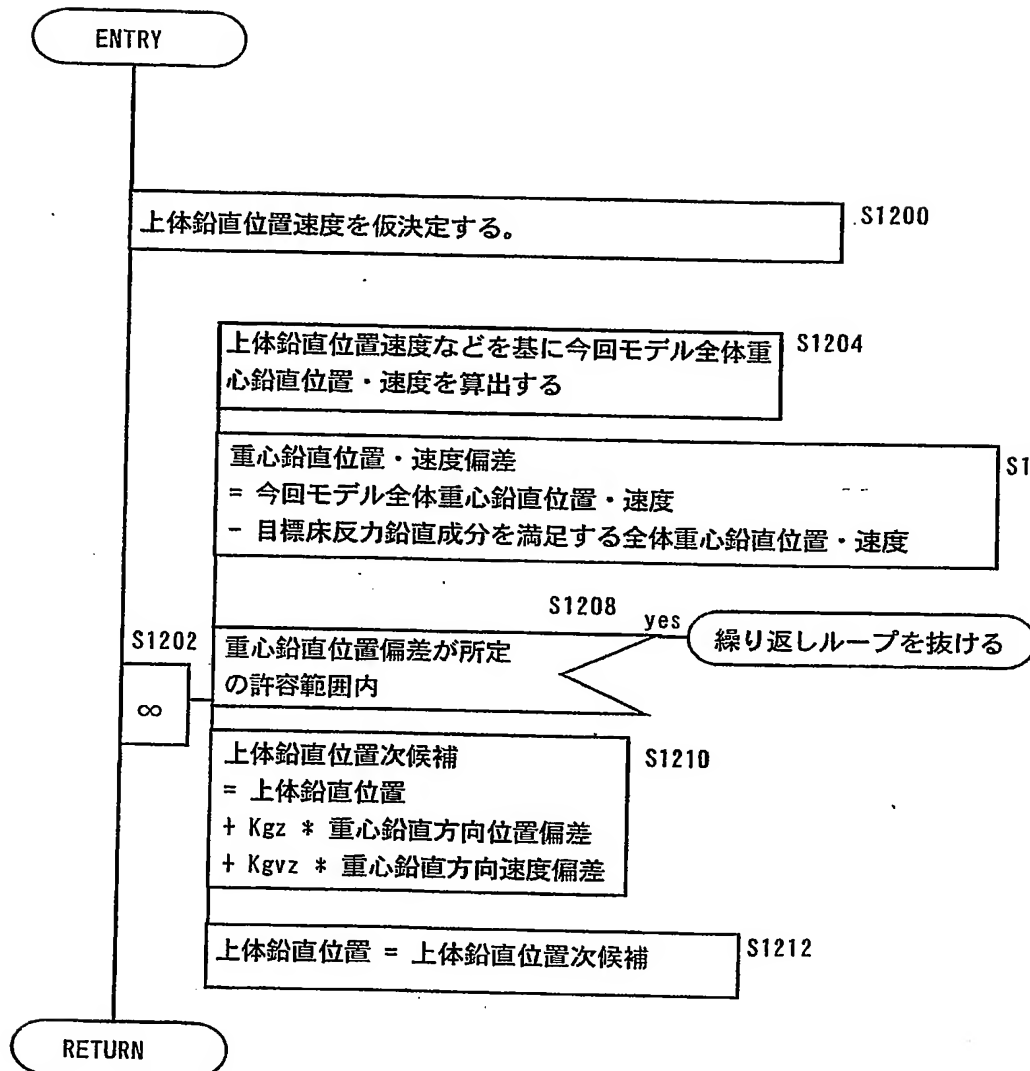 ENTRY
上体鉛直位置速度を仮決定する。
S1200
上体鉛直位置速度などを基に今回モデル全体重
心鉛直位置・速度を算出する
S1204
重心鉛直位置・速度偏差
= 今回モデル全体重心鉛直位置・速度
- 目標床反力鉛直成分を満足する全体重心鉛直位置・速度
S1
S1202
∞
S1208
重心鉛直位置偏差が所定
の許容範囲内
yes
繰り返しループを抜ける
上体鉛直位置次候補
= 上体鉛直位置
+ Kgz * 重心鉛直方向位置偏差
+ Kgvz * 重心鉛直方向速度偏差
S1210
上体鉛直位置 = 上体鉛直位置次候補
S1212
RETURN